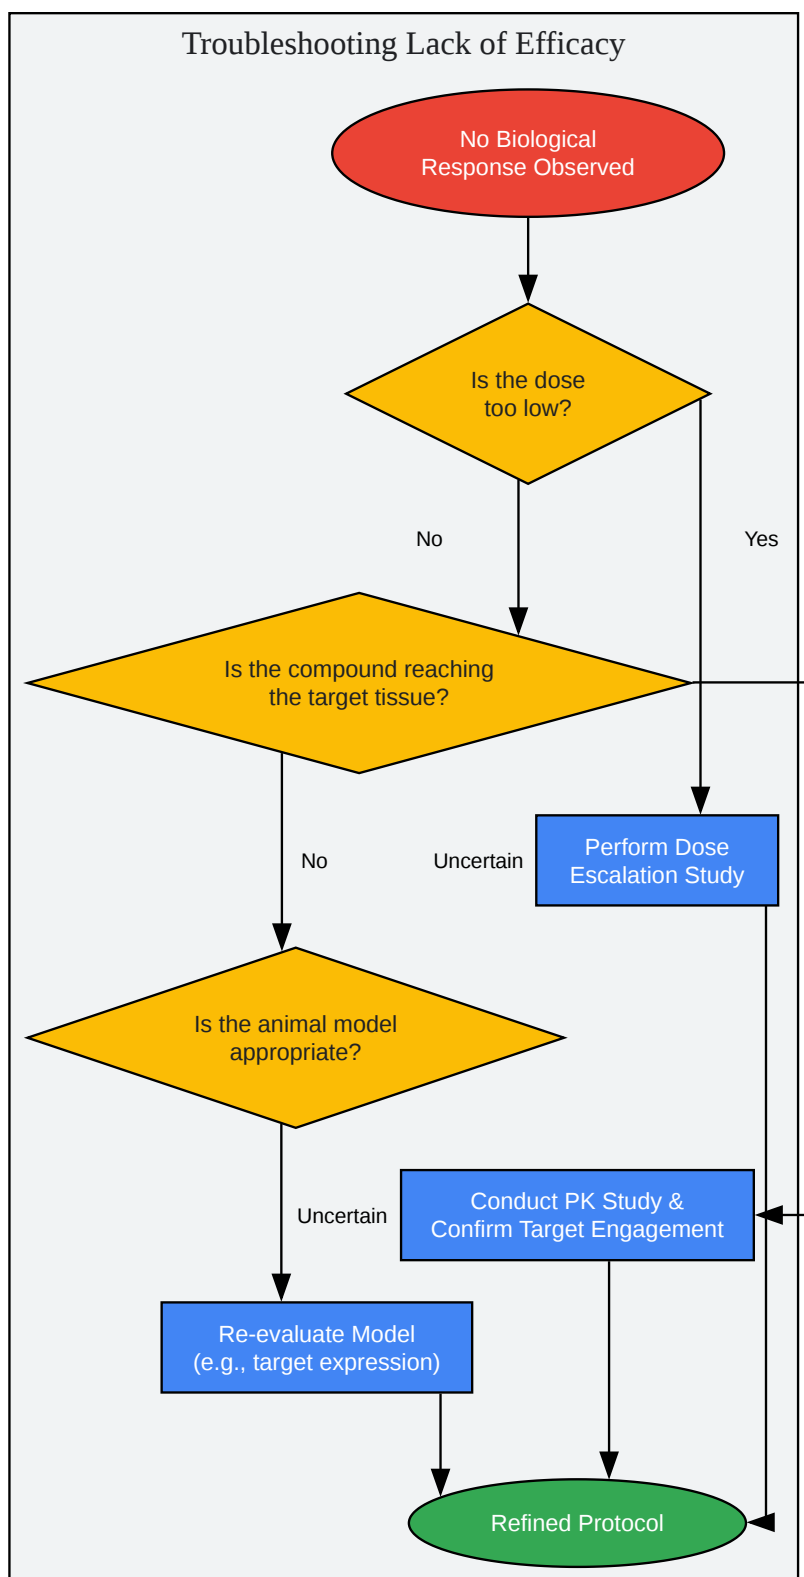 Troubleshooting Lack of Efficacy
No Biological
Response Observed
Is the dose
too low?
No
Yes
Is the compound reaching
the target tissue?
No
Uncertain
Perform Dose
Escalation Study
Is the animal model
appropriate?
Uncertain
Conduct PK Study &
Confirm Target Engagement
Re-evaluate Model
(e.g., target expression)
Refined Protocol